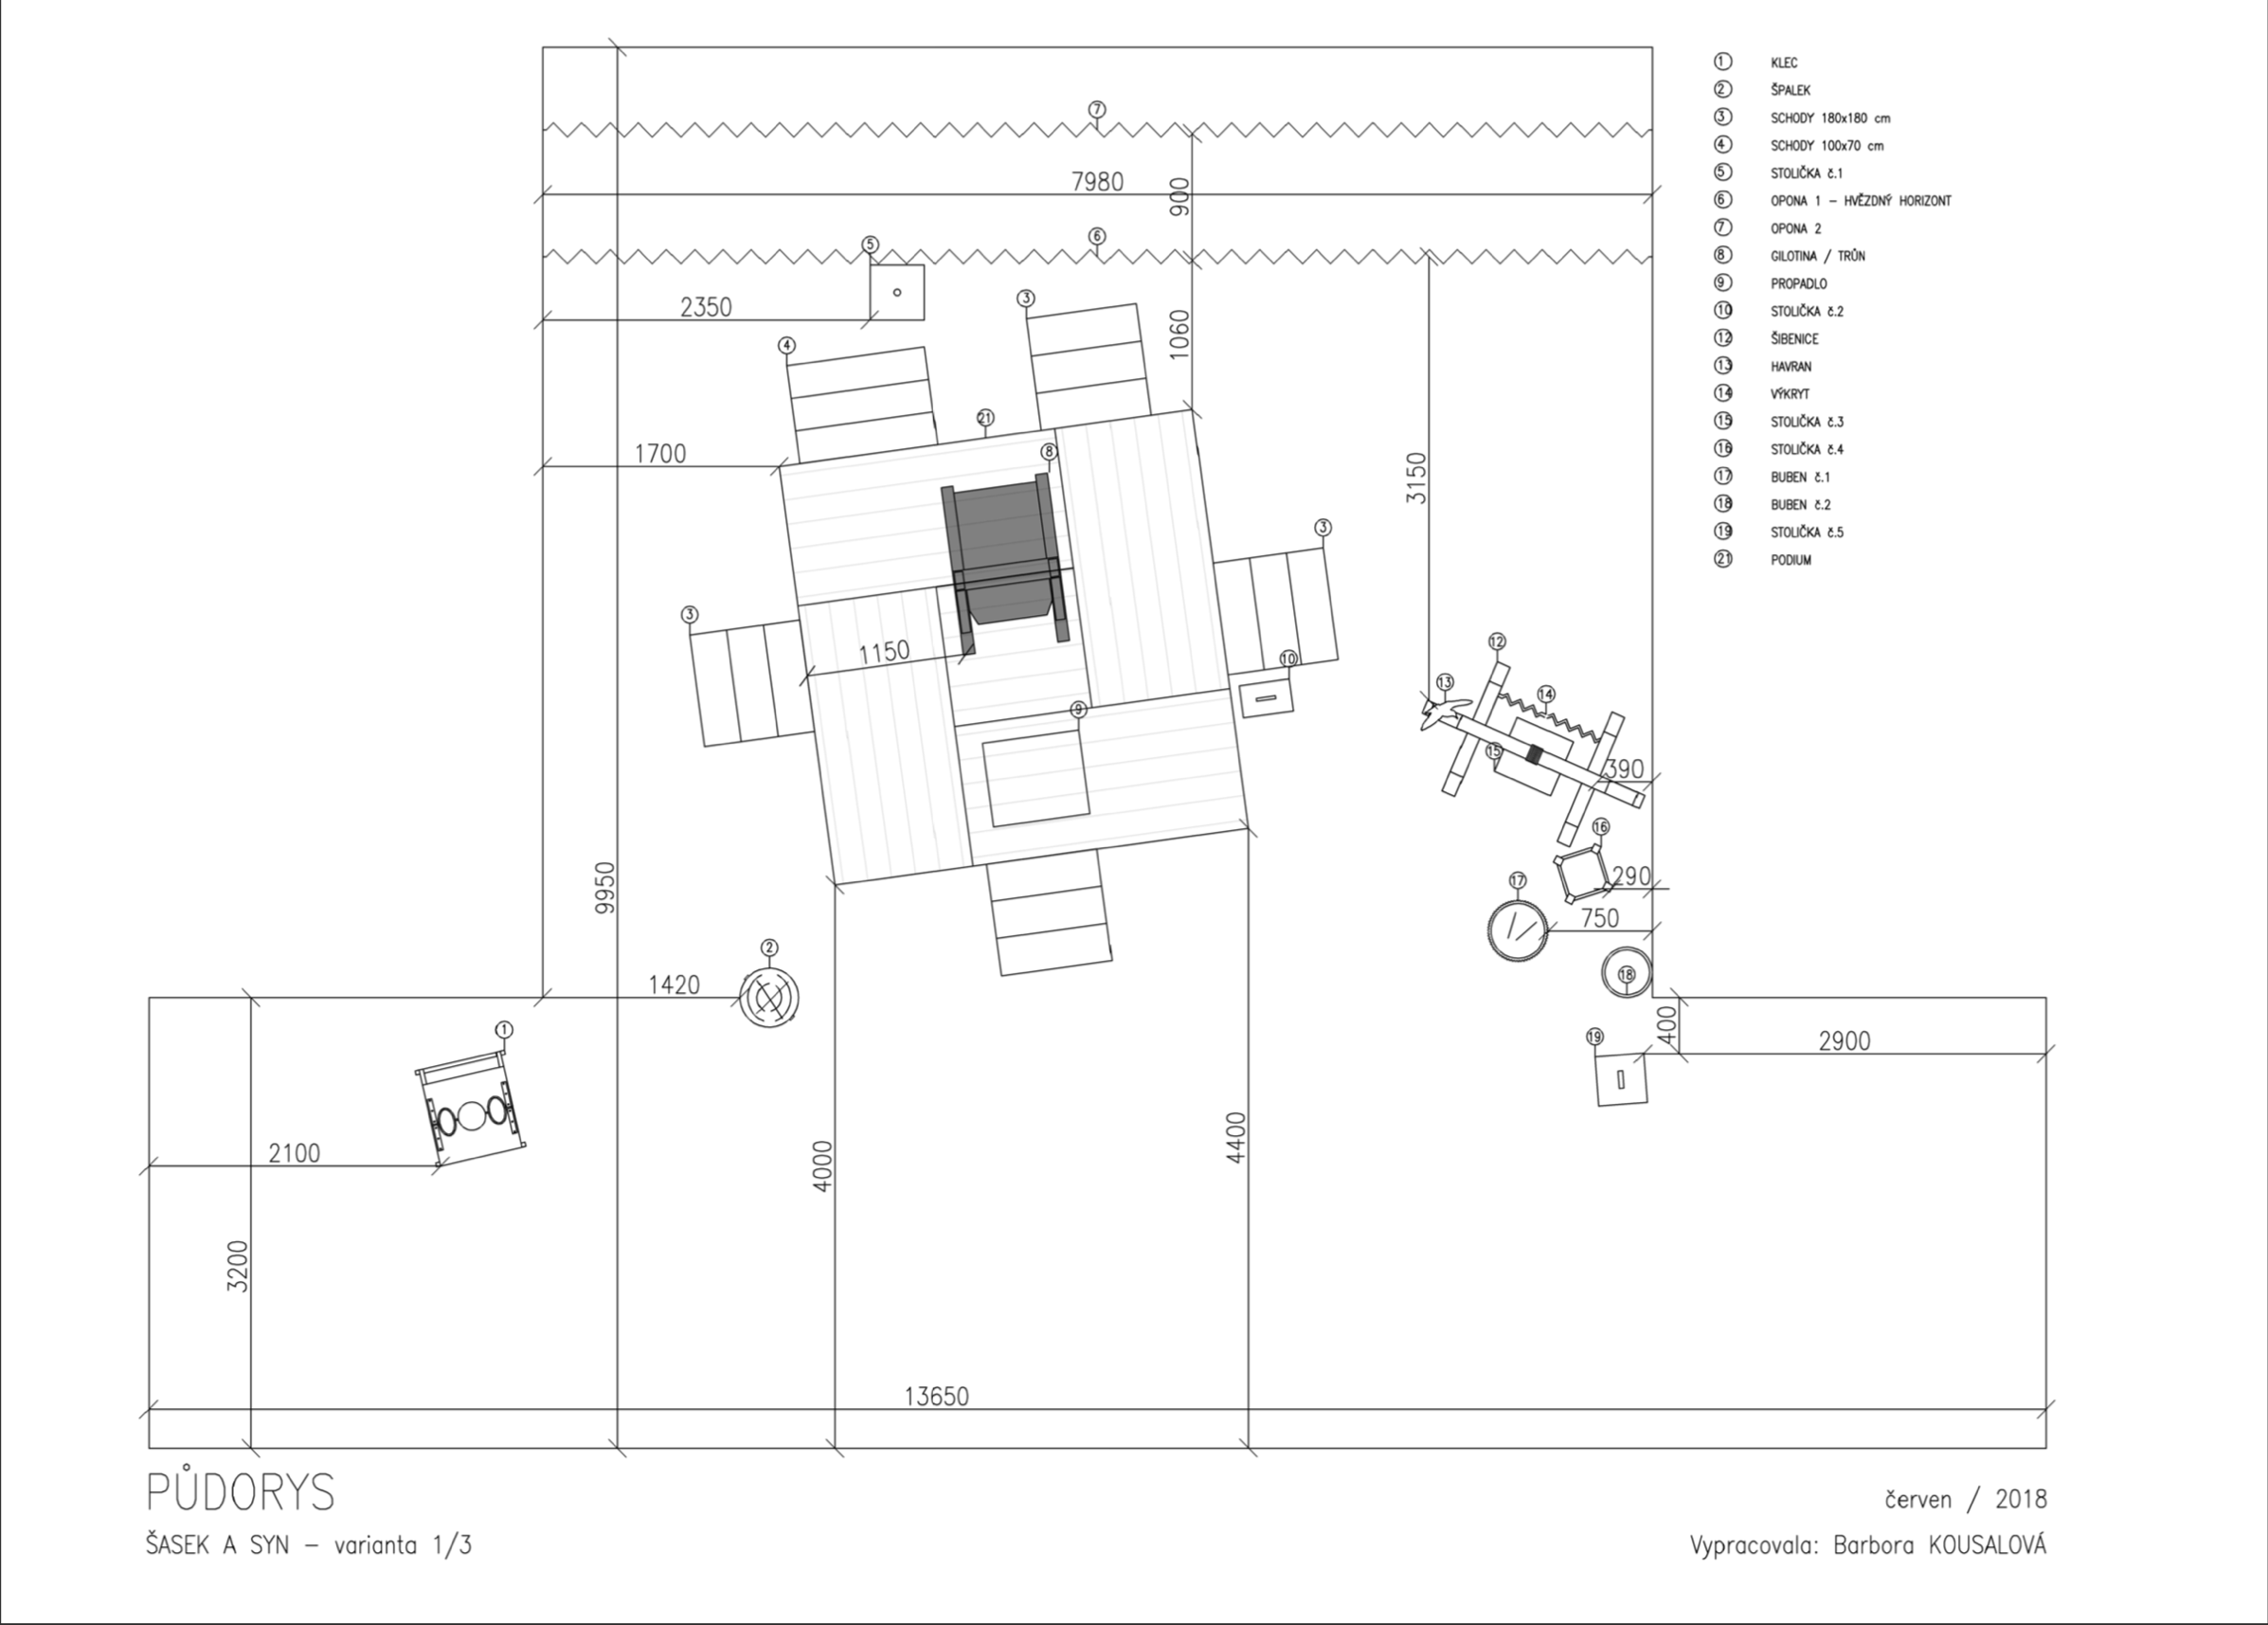 1 KLEC
2 ŠPALEK
3 SCHODY 180x180 cm
4 SCHODY 100x70 cm
5 STOLIČKA č.1
6 OPONA 1 – HVĚZDNÝ HORIZONT
7 OPONA 2
8 GILOTINA / TRŮN
9 PROPADLO
10 STOLIČKA č.2
12 ŠIBENICE
13 HAVRAN
14 VÝKRYT
15 STOLIČKA č.3
16 STOLIČKA č.4
17 BUBEN č.1
18 BUBEN č.2
19 STOLIČKA č.5
21 PODIUM
7
7980
900
6
5
2350
3
1060
4
21
1700
8
3150
3
3
12
1150
10
13
14
9
15
390
16
9950
17
290
750
2
18
1420
1
19
400
2900
2100
4000
4400
3200
13650
PŮDORYS
ŠASEK A SYN – varianta 1/3
červen / 2018
Vypracovala: Barbora KOUSALOVÁ